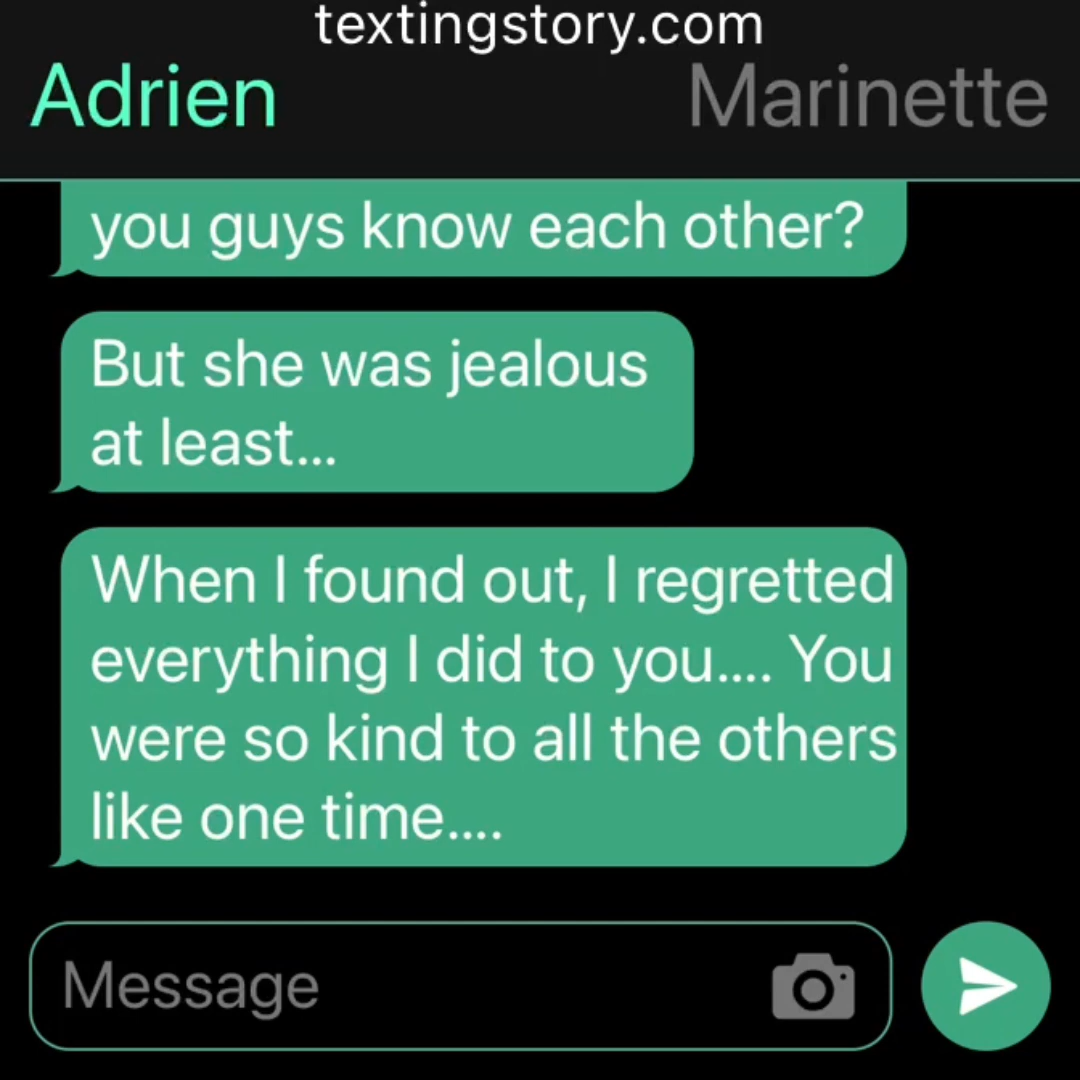 textingstory.com
Adrien
Marinette
you guys know each other?
But she was jealous
at least...
When I found out, I regretted
everything I did to you.... You
were so kind to all the others
like one time....
Message